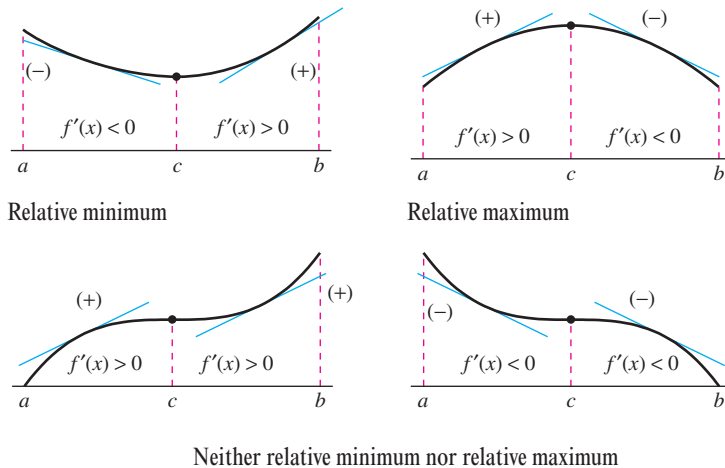 (−) (+)
f′(x) < 0 f′(x) > 0
a c b
Relative minimum
(+) (−)
f′(x) > 0 f′(x) < 0
a c b
Relative maximum
(+) (+)
f′(x) > 0 f′(x) > 0
a c b
(−) (−)
f′(x) < 0 f′(x) < 0
a c b
Neither relative minimum nor relative maximum